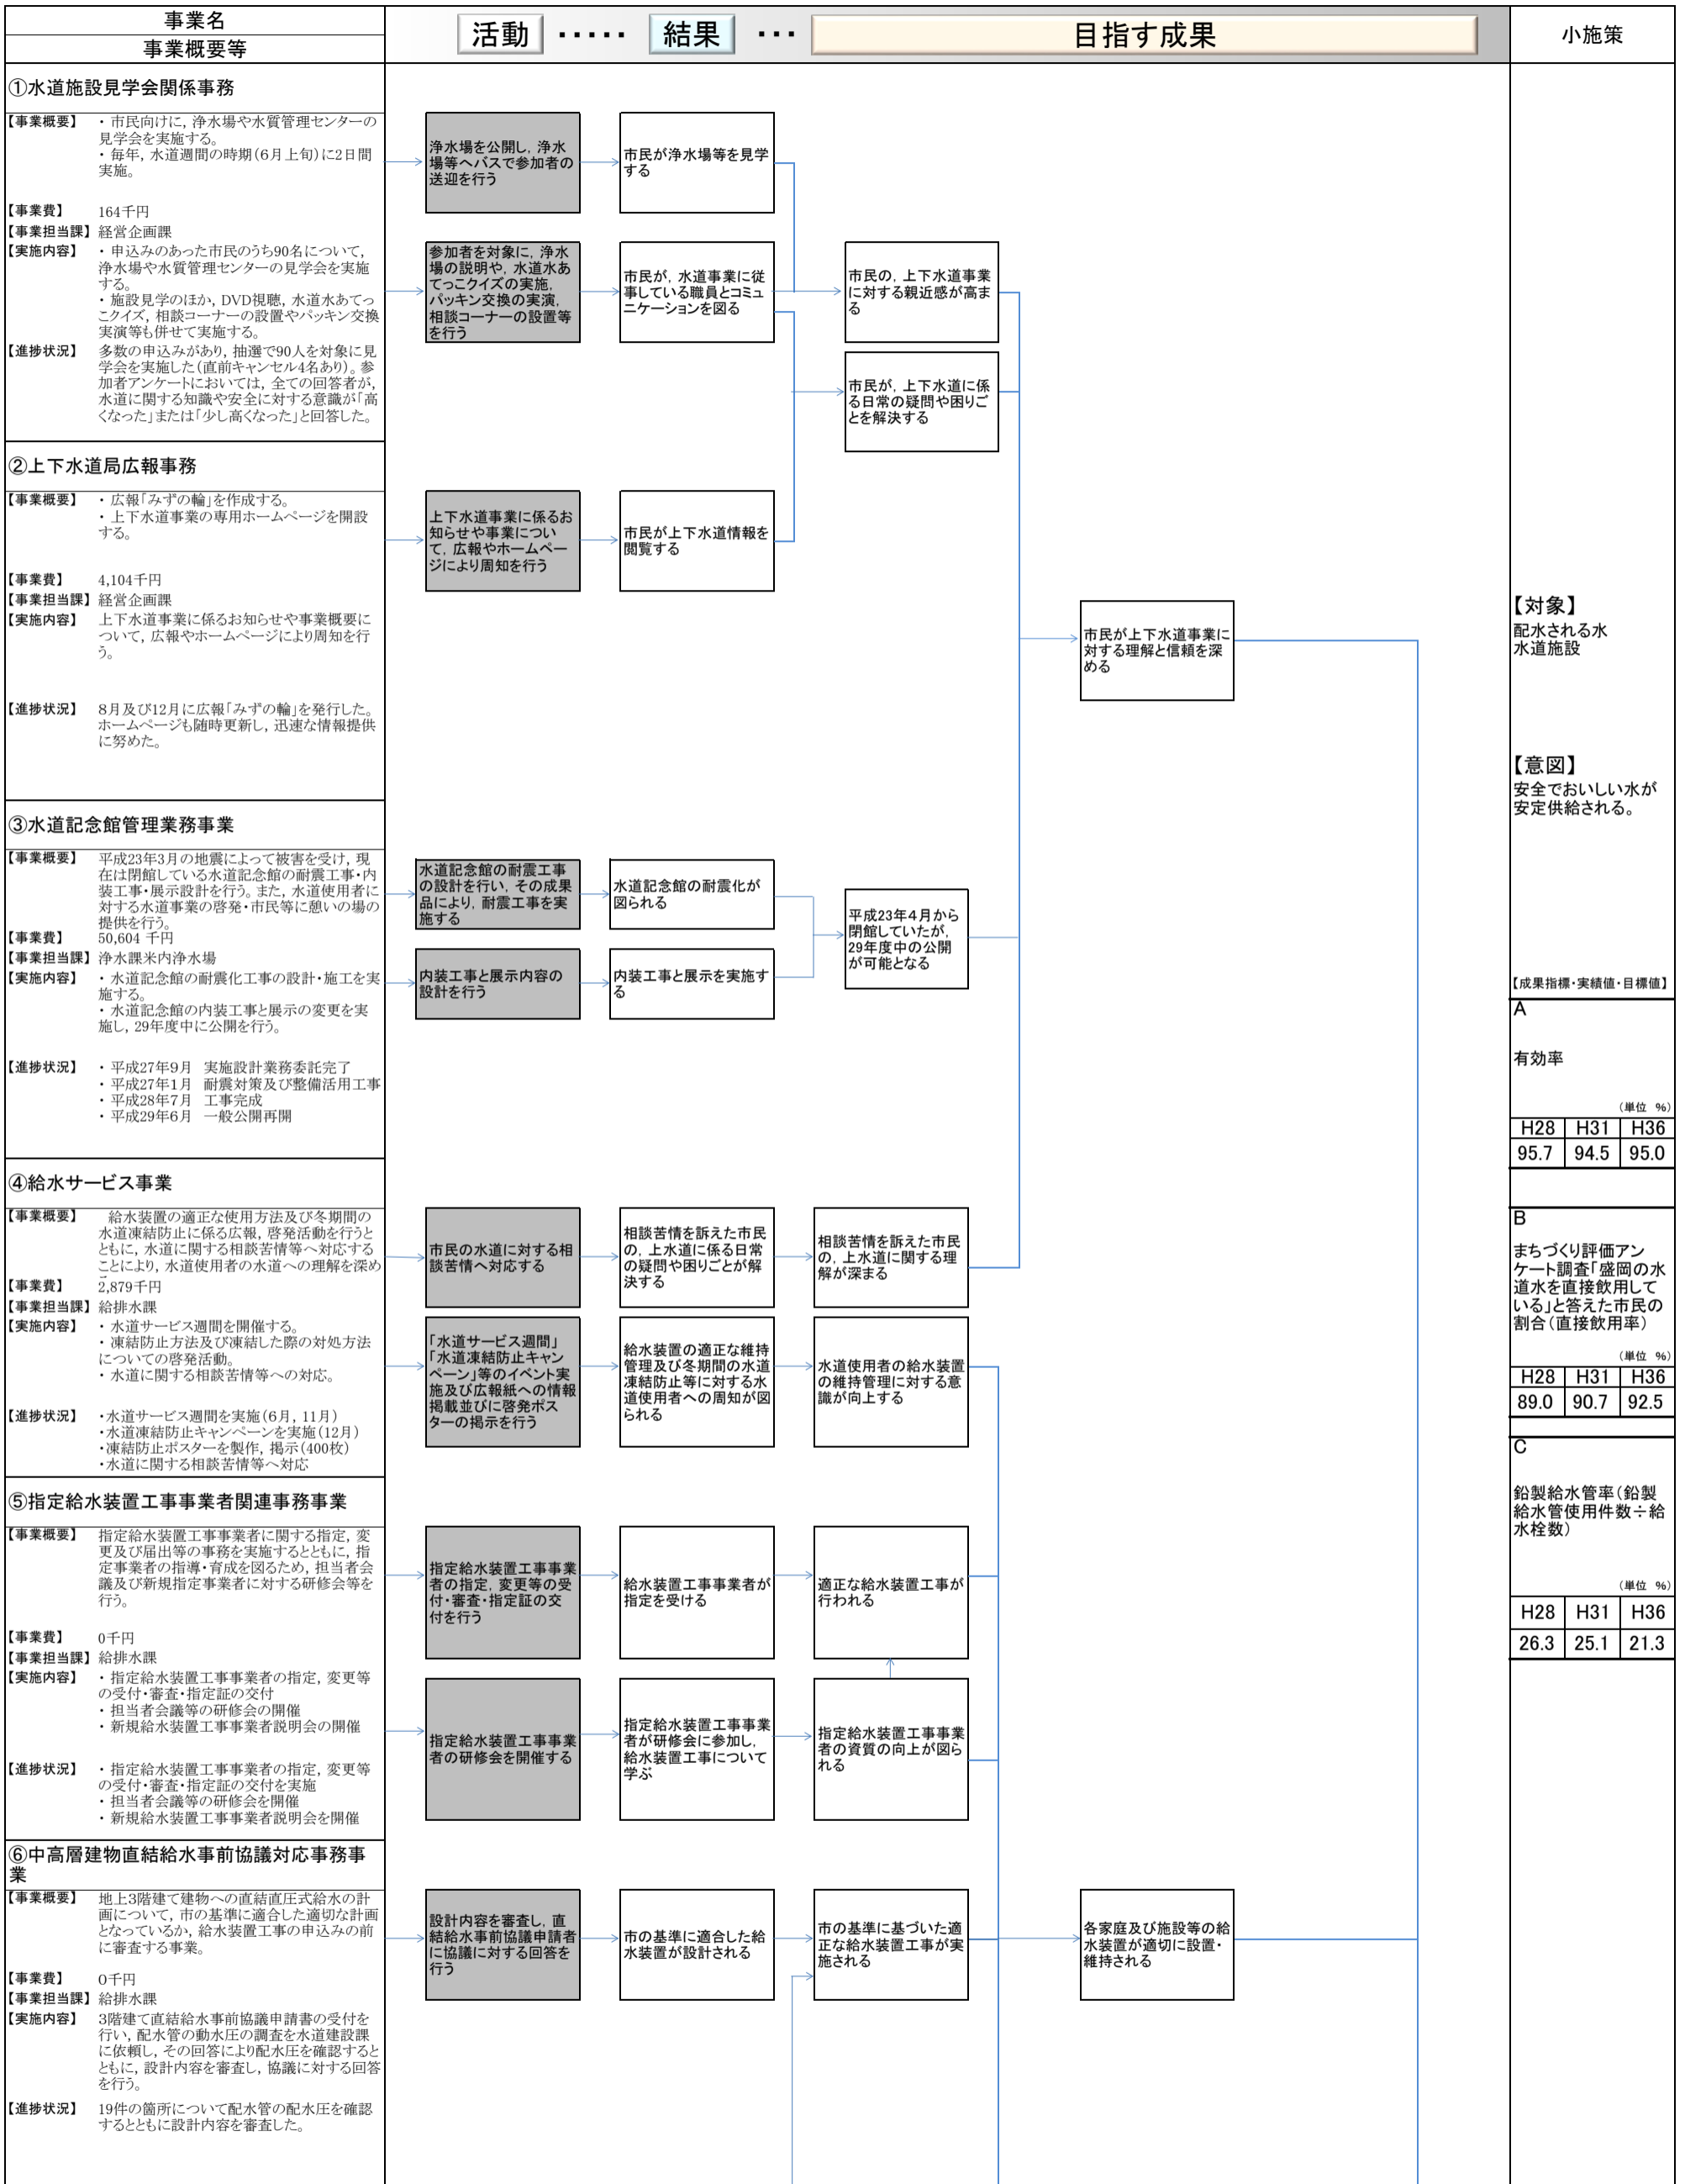 事業名
事業概要等
活動 ・・・・・ 結果 ・・・ 目指す成果
小施策
①水道施設見学会関係事務
【事業概要】 ・市民向けに，浄水場や水質管理センターの
見学会を実施する。
・毎年，水道週間の時期（6月上旬）に2日間
実施。
【事業費】 164千円
【事業担当課】 経営企画課
【実施内容】 ・申込みのあった市民のうち90名について，
浄水場や水質管理センターの見学会を実施
する。
・施設見学のほか，DVD視聴，水道水あてっ
こクイズ，相談コーナーの設置やパッキン交換
実演等も併せて実施する。
【進捗状況】 多数の申込みがあり，抽選で90人を対象に見
学会を実施した（直前キャンセル4名あり）。参
加者アンケートにおいては，全ての回答者が，
水道に関する知識や安全に対する意識が「高
くなった」または「少し高くなった」と回答した。
浄水場を公開し，浄水
場等へバスで参加者の
送迎を行う
市民が浄水場等を見学
する
参加者を対象に，浄水
場の説明や，水道水あ
てっこクイズの実施，
パッキン交換の実演，
相談コーナーの設置等
を行う
市民が，水道事業に従
事している職員とコミュ
ニケーションを図る
市民の，上下水道事業
に対する親近感が高ま
る
市民が，上下水道に係
る日常の疑問や困りご
とを解決する
②上下水道局広報事務
【事業概要】 ・広報「みずの輪」を作成する。
・上下水道事業の専用ホームページを開設
する。
【事業費】 4,104千円
【事業担当課】 経営企画課
【実施内容】 上下水道事業に係るお知らせや事業概要に
ついて，広報やホームページにより周知を行
う。
【進捗状況】 8月及び12月に広報「みずの輪」を発行した。
ホームページも随時更新し，迅速な情報提供
に努めた。
上下水道事業に係るお
知らせや事業につい
て，広報やホームペー
ジにより周知を行う
市民が上下水道情報を
閲覧する
市民が上下水道事業に
対する理解と信頼を深
める
③水道記念館管理業務事業
【事業概要】 平成23年3月の地震によって被害を受け，現
在は閉館している水道記念館の耐震工事・内
装工事・展示設計を行う。また，水道使用者に
対する水道事業の啓発・市民等に憩いの場の
提供を行う。
【事業費】 50,604 千円
【事業担当課】 浄水課米内浄水場
【実施内容】 ・水道記念館の耐震化工事の設計・施工を実
施する。
・水道記念館の内装工事と展示の変更を実
施し，29年度中に公開を行う。
【進捗状況】 ・平成27年9月 実施設計業務委託完了
・平成27年1月 耐震対策及び整備活用工事
・平成28年7月 工事完成
・平成29年6月 一般公開再開
水道記念館の耐震工事
の設計を行い，その成果
品により，耐震工事を実
施する
水道記念館の耐震化が
図られる
内装工事と展示内容の
設計を行う
内装工事と展示を実施す
る
平成23年4月から
閉館していたが，
29年度中の公開
が可能となる
④給水サービス事業
【事業概要】 給水装置の適正な使用方法及び冬期間の
水道凍結防止に係る広報，啓発活動を行うと
ともに，水道に関する相談苦情等へ対応する
ことにより，水道使用者の水道への理解を深め
【事業費】 2,879千円
【事業担当課】 給排水課
【実施内容】 ・水道サービス週間を開催する。
・凍結防止方法及び凍結した際の対処方法
についての啓発活動。
・水道に関する相談苦情等への対応。
【進捗状況】 ・水道サービス週間を実施（6月，11月）
・水道凍結防止キャンペーンを実施（12月）
・凍結防止ポスターを製作，掲示（400枚）
・水道に関する相談苦情等へ対応
市民の水道に対する相
談苦情へ対応する
相談苦情を訴えた市民
の，上水道に係る日常
の疑問や困りごとが解
決する
相談苦情を訴えた市民
の，上水道に関する理
解が深まる
「水道サービス週間」
「水道凍結防止キャン
ペーン」等のイベント実
施及び広報紙への情報
掲載並びに啓発ポス
ターの掲示を行う
給水装置の適正な維持
管理及び冬期間の水道
凍結防止等に対する水
道使用者への周知が図
られる
水道使用者の給水装置
の維持管理に対する意
識が向上する
⑤指定給水装置工事事業者関連事務事業
【事業概要】 指定給水装置工事事業者に関する指定，変
更及び届出等の事務を実施するとともに，指
定事業者の指導・育成を図るため，担当者会
議及び新規指定事業者に対する研修会等を
行う。
【事業費】 0千円
【事業担当課】 給排水課
【実施内容】 ・指定給水装置工事事業者の指定，変更等
の受付・審査・指定証の交付
・担当者会議等の研修会の開催
・新規給水装置工事事業者説明会の開催
【進捗状況】 ・指定給水装置工事事業者の指定，変更等
の受付・審査・指定証の交付を実施
・担当者会議等の研修会を開催
・新規給水装置工事事業者説明会を開催
指定給水装置工事事業
者の指定，変更等の受
付・審査・指定証の交
付を行う
給水装置工事事業者が
指定を受ける
適正な給水装置工事が
行われる
指定給水装置工事事業
者の研修会を開催する
指定給水装置工事事業
者が研修会に参加し，
給水装置工事について
学ぶ
指定給水装置工事事業
者の資質の向上が図ら
れる
⑥中高層建物直結給水事前協議対応事務事
業
【事業概要】 地上3階建て建物への直結直圧式給水の計
画について，市の基準に適合した適切な計画
となっているか，給水装置工事の申込みの前
に審査する事業。
【事業費】 0千円
【事業担当課】 給排水課
【実施内容】 3階建て直結給水事前協議申請書の受付を
行い，配水管の動水圧の調査を水道建設課
に依頼し，その回答により配水圧を確認すると
ともに，設計内容を審査し，協議に対する回答
を行う。
【進捗状況】 19件の箇所について配水管の配水圧を確認
するとともに設計内容を審査した。
設計内容を審査し，直
結給水事前協議申請者
に協議に対する回答を
行う
市の基準に適合した給
水装置が設計される
市の基準に基づいた適
正な給水装置工事が実
施される
各家庭及び施設等の給
水装置が適切に設置・
維持される
【対象】
配水される水
水道施設
【意図】
安全でおいしい水が
安定供給される。
【成果指標・実績値・目標値】
A
有効率
（単位 %）
H28 H31 H36
95.7 94.5 95.0
B
まちづくり評価アン
ケート調査「盛岡の水
道水を直接飲用して
いる」と答えた市民の
割合（直接飲用率）
（単位 %）
H28 H31 H36
89.0 90.7 92.5
C
鉛製給水管率（鉛製
給水管使用件数÷給
水栓数）
（単位 %）
H28 H31 H36
26.3 25.1 21.3